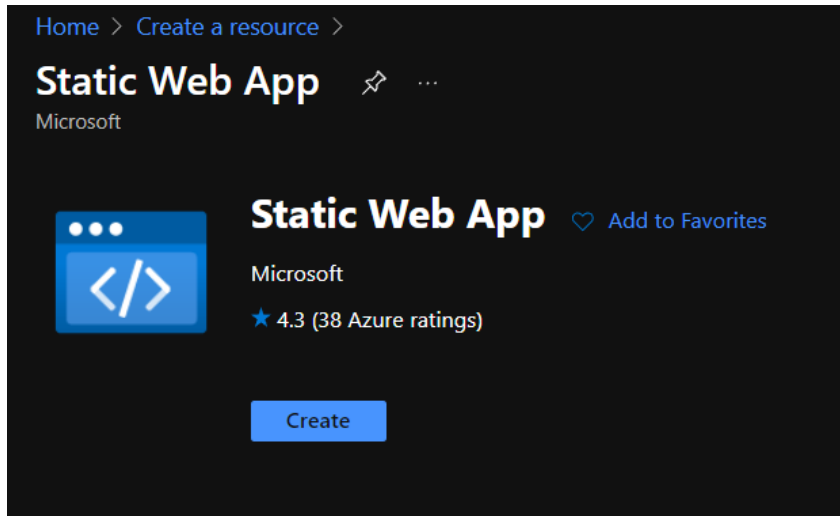 Home > Create a resource >
Static Web App ...
Microsoft
</>
Static Web App Add to Favorites
Microsoft
4.3 (38 Azure ratings)
Create